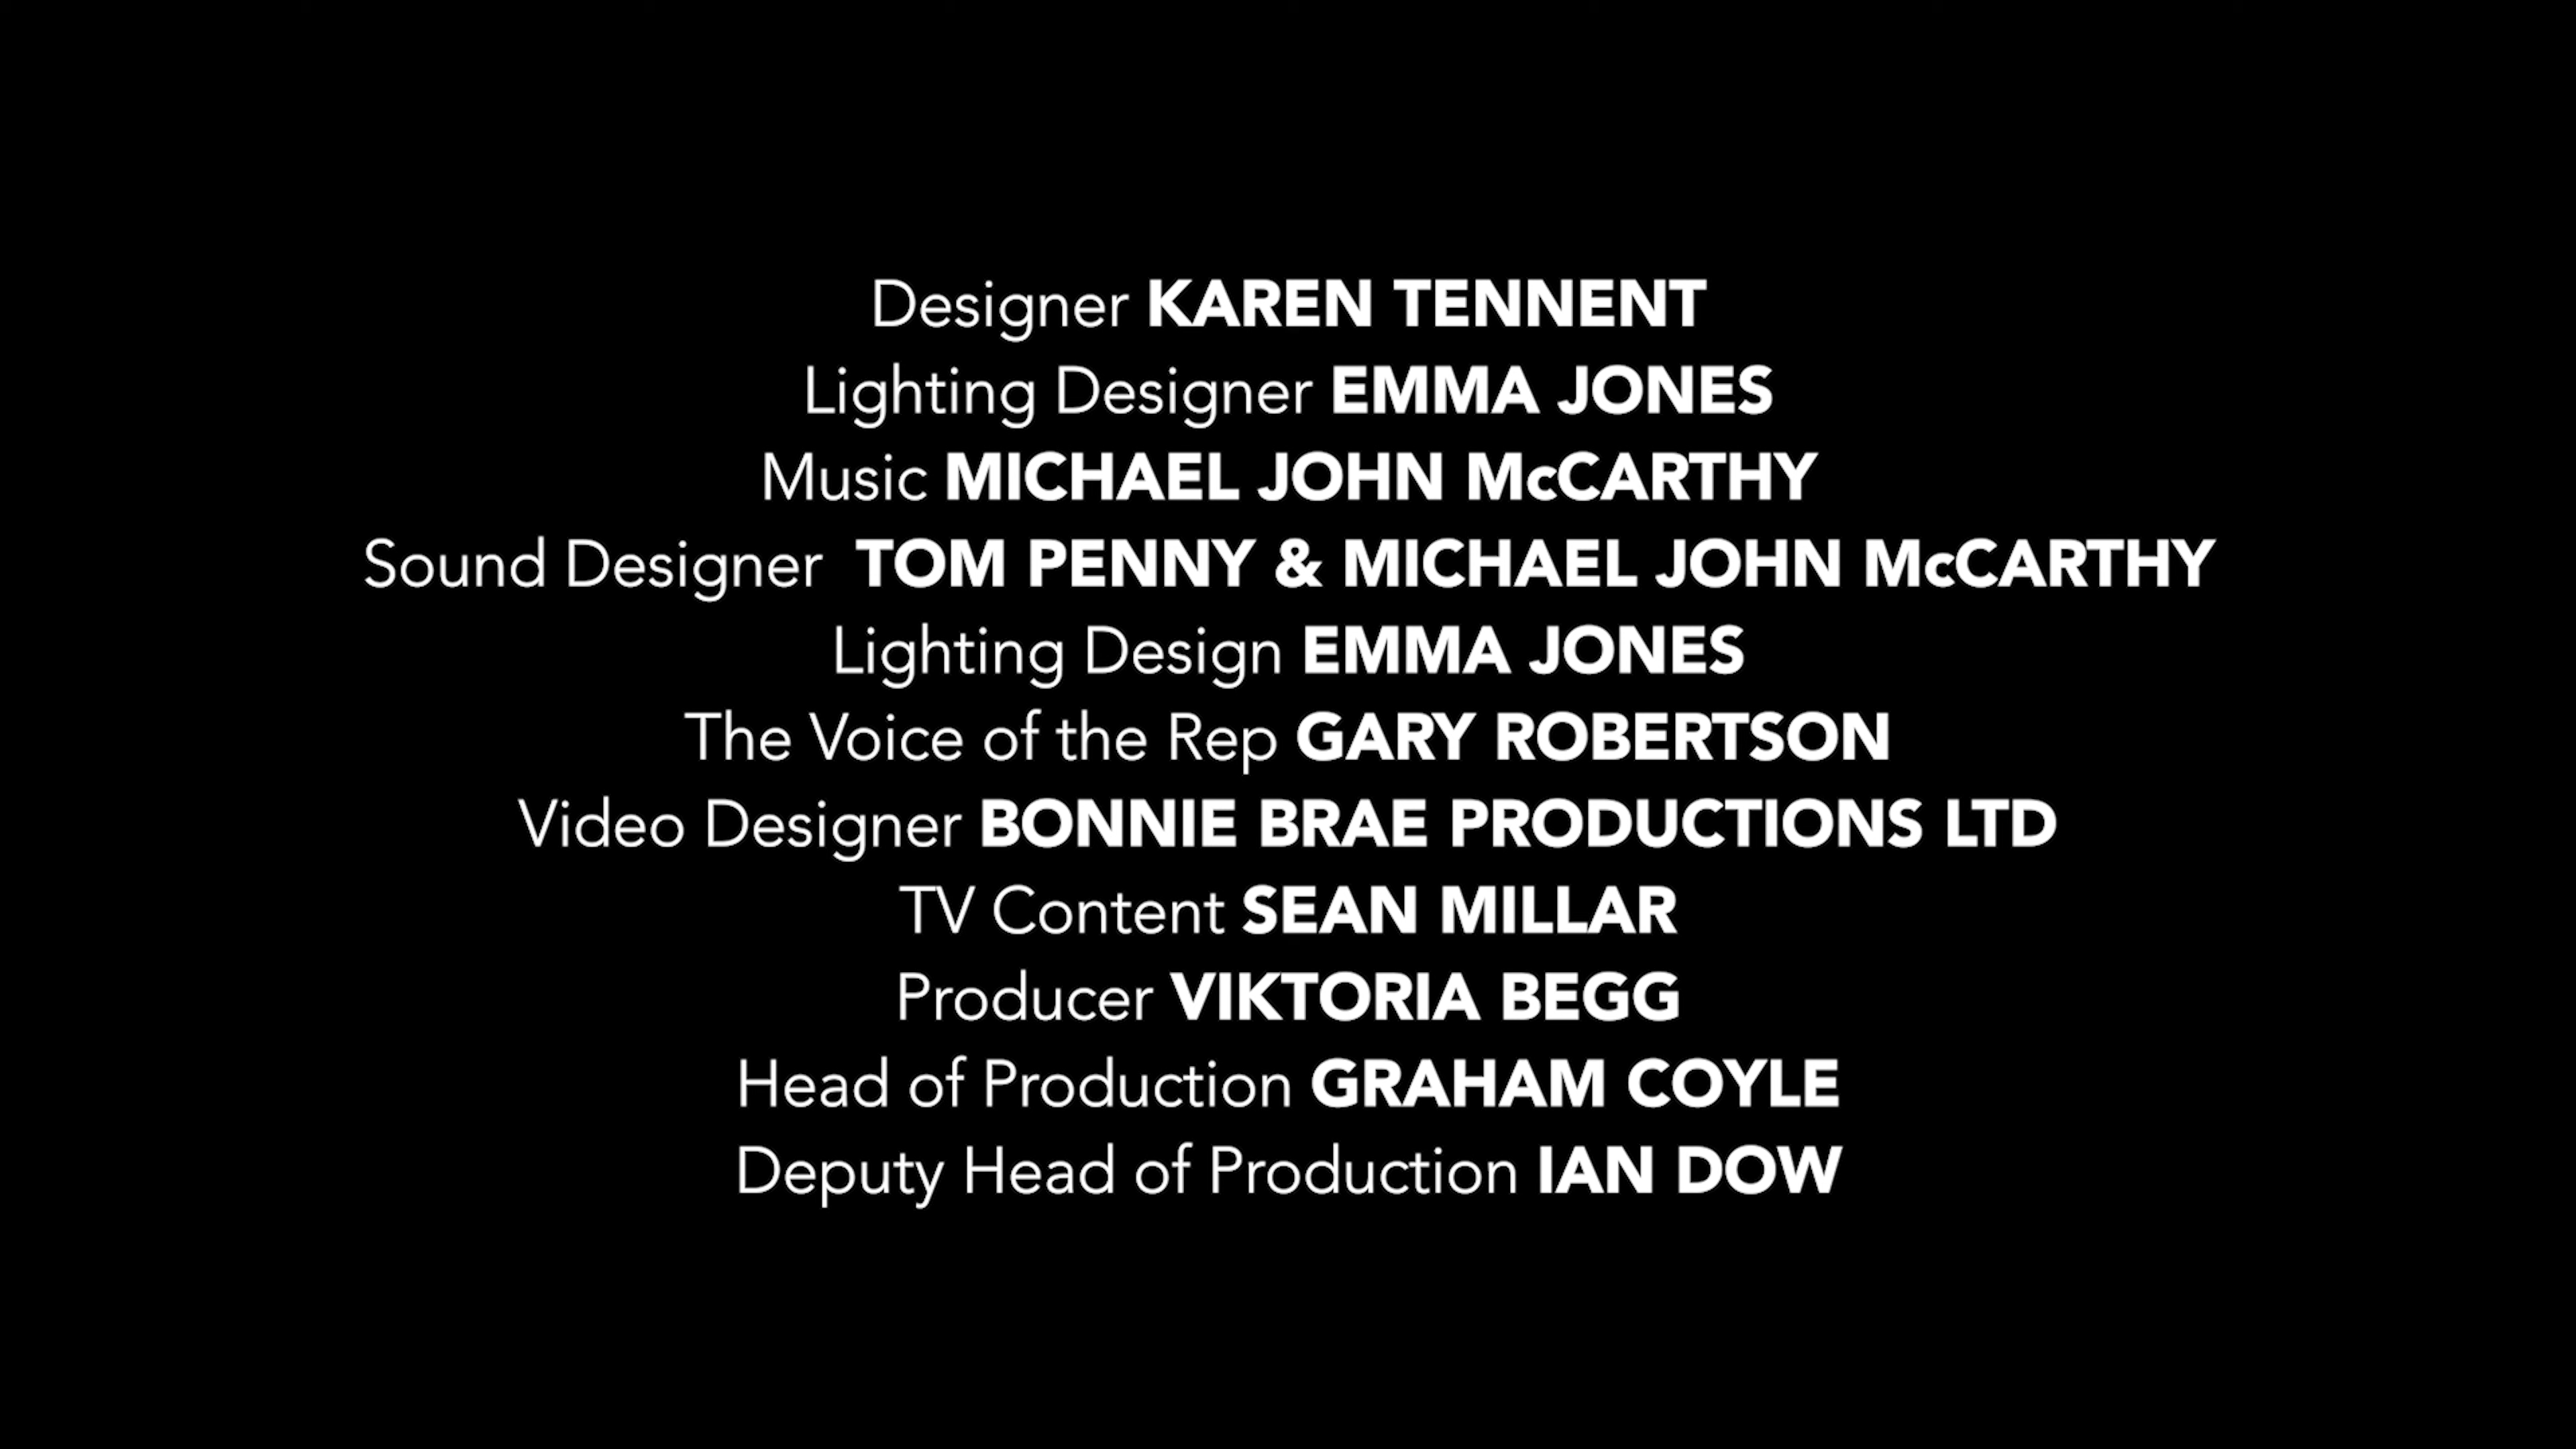 Designer KAREN TENNENT
Lighting Designer EMMA JONES
Music MICHAEL JOHN McCARTHY
Sound Designer TOM PENNY & MICHAEL JOHN McCARTHY
Lighting Design EMMA JONES
The Voice of the Rep GARY ROBERTSON
Video Designer BONNIE BRAE PRODUCTIONS LTD
TV Content SEAN MILLAR
Producer VIKTORIA BEGG
Head of Production GRAHAM COYLE
Deputy Head of Production IAN DOW